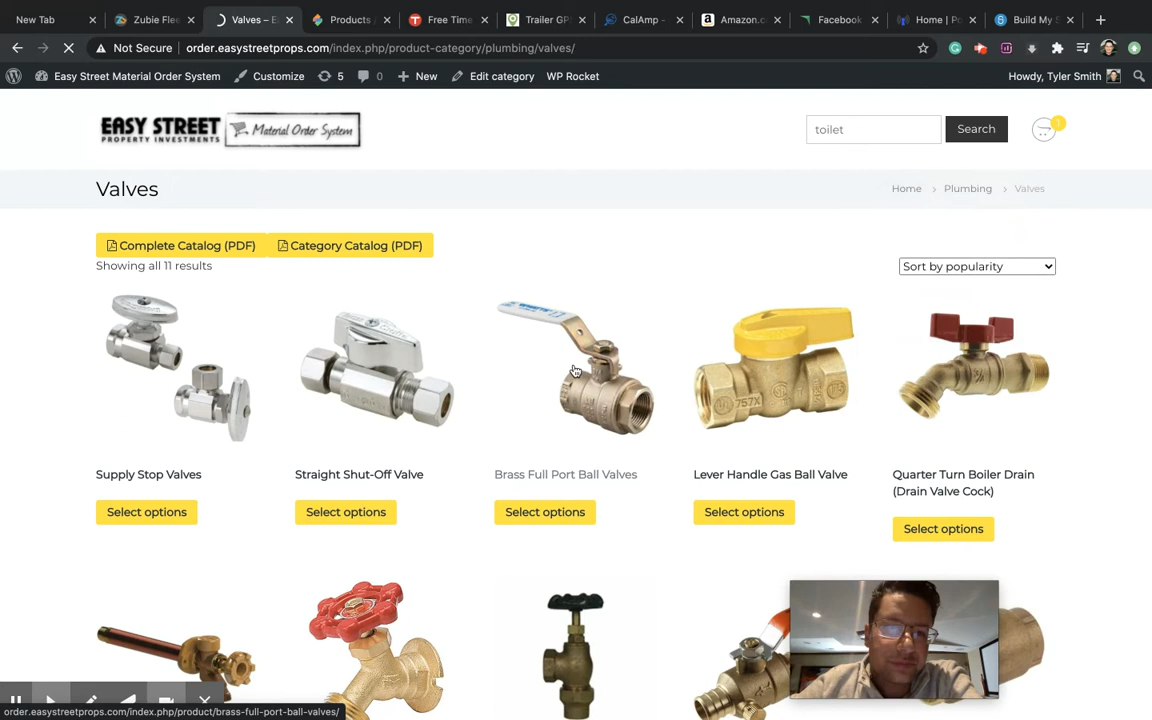 New Tab
Zubie Flee
Valves – E
Products /
Free Time
Trailer GP
CalAmp -
Amazon.c
Facebook
Home | Po
Build My S
Not Secure
order.easystreetprops.com/index.php/product-category/plumbing/valves/
Easy Street Material Order System
Customize
5
0
New
Edit category
WP Rocket
Howdy, Tyler Smith
EASY STREET
PROPERTY INVESTMENTS
Material Order System
toilet
Search
1
Valves
Home > Plumbing > Valves
Complete Catalog (PDF)
Category Catalog (PDF)
Showing all 11 results
Sort by popularity
757X
Supply Stop Valves
Straight Shut-Off Valve
Brass Full Port Ball Valves
Lever Handle Gas Ball Valve
Quarter Turn Boiler Drain
(Drain Valve Cock)
Select options
Select options
Select options
Select options
Select options
order.easystreetprops.com/index.php/product/brass-full-port-ball-valves/